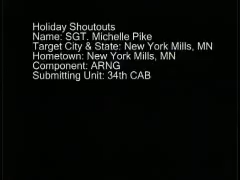 Holiday Shoutouts
Name: SGT. Michelle Pike
Target City & State: New York Mills, MN
Hometown: New York Mills, MN
Component: ARNG
Submitting Unit: 34th CAB